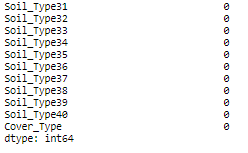 Soil_Type31 0
Soil_Type32 0
Soil_Type33 0
Soil_Type34 0
Soil_Type35 0
Soil_Type36 0
Soil_Type37 0
Soil_Type38 0
Soil_Type39 0
Soil_Type40 0
Cover_Type 0
dtype: int64